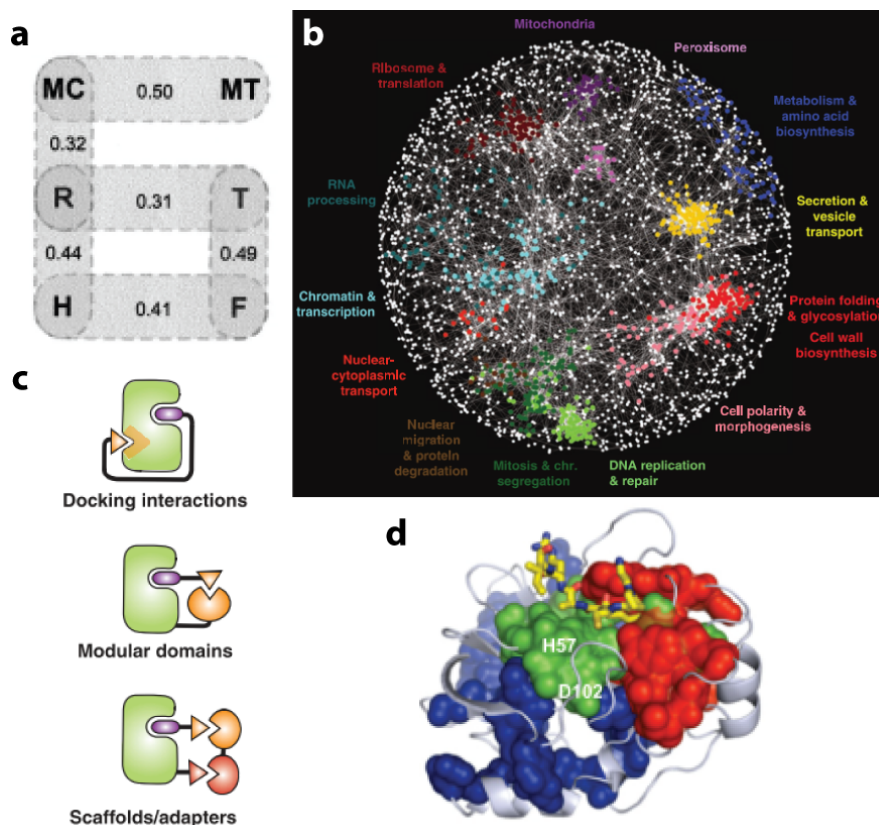 a
MC 0.50 MT
0.32
R 0.31 T
0.44 0.49
H 0.41 F
b
Mitochondria
Peroxisome
Ribosome &
translation
Metabolism &
amino acid
biosynthesis
RNA
processing
Secretion &
vesicle
transport
Chromatin &
transcription
Protein folding
& glycosylation
Cell wall
biosynthesis
Nuclear-
cytoplasmic
transport
Cell polarity &
morphogenesis
Nuclear
migration
& protein
degradation
Mitosis & chr.
segregation
DNA replication
& repair
c
Docking interactions
Modular domains
Scaffolds/adapters
d
H57
D102